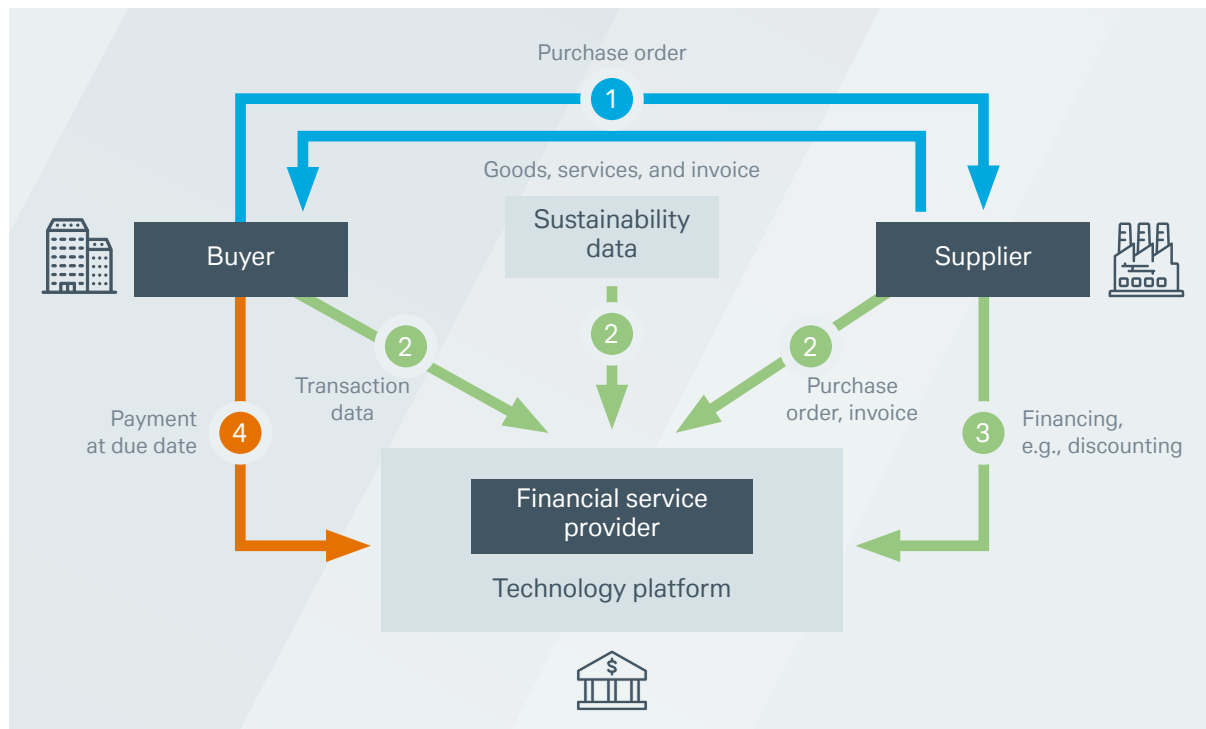 Purchase order
1
Goods, services, and invoice
Sustainability
data
Buyer
Supplier
2
2
2
Transaction
data
Purchase
order, invoice
Payment
at due date
4
3
Financing,
e.g., discounting
Financial service
provider
Technology platform
$